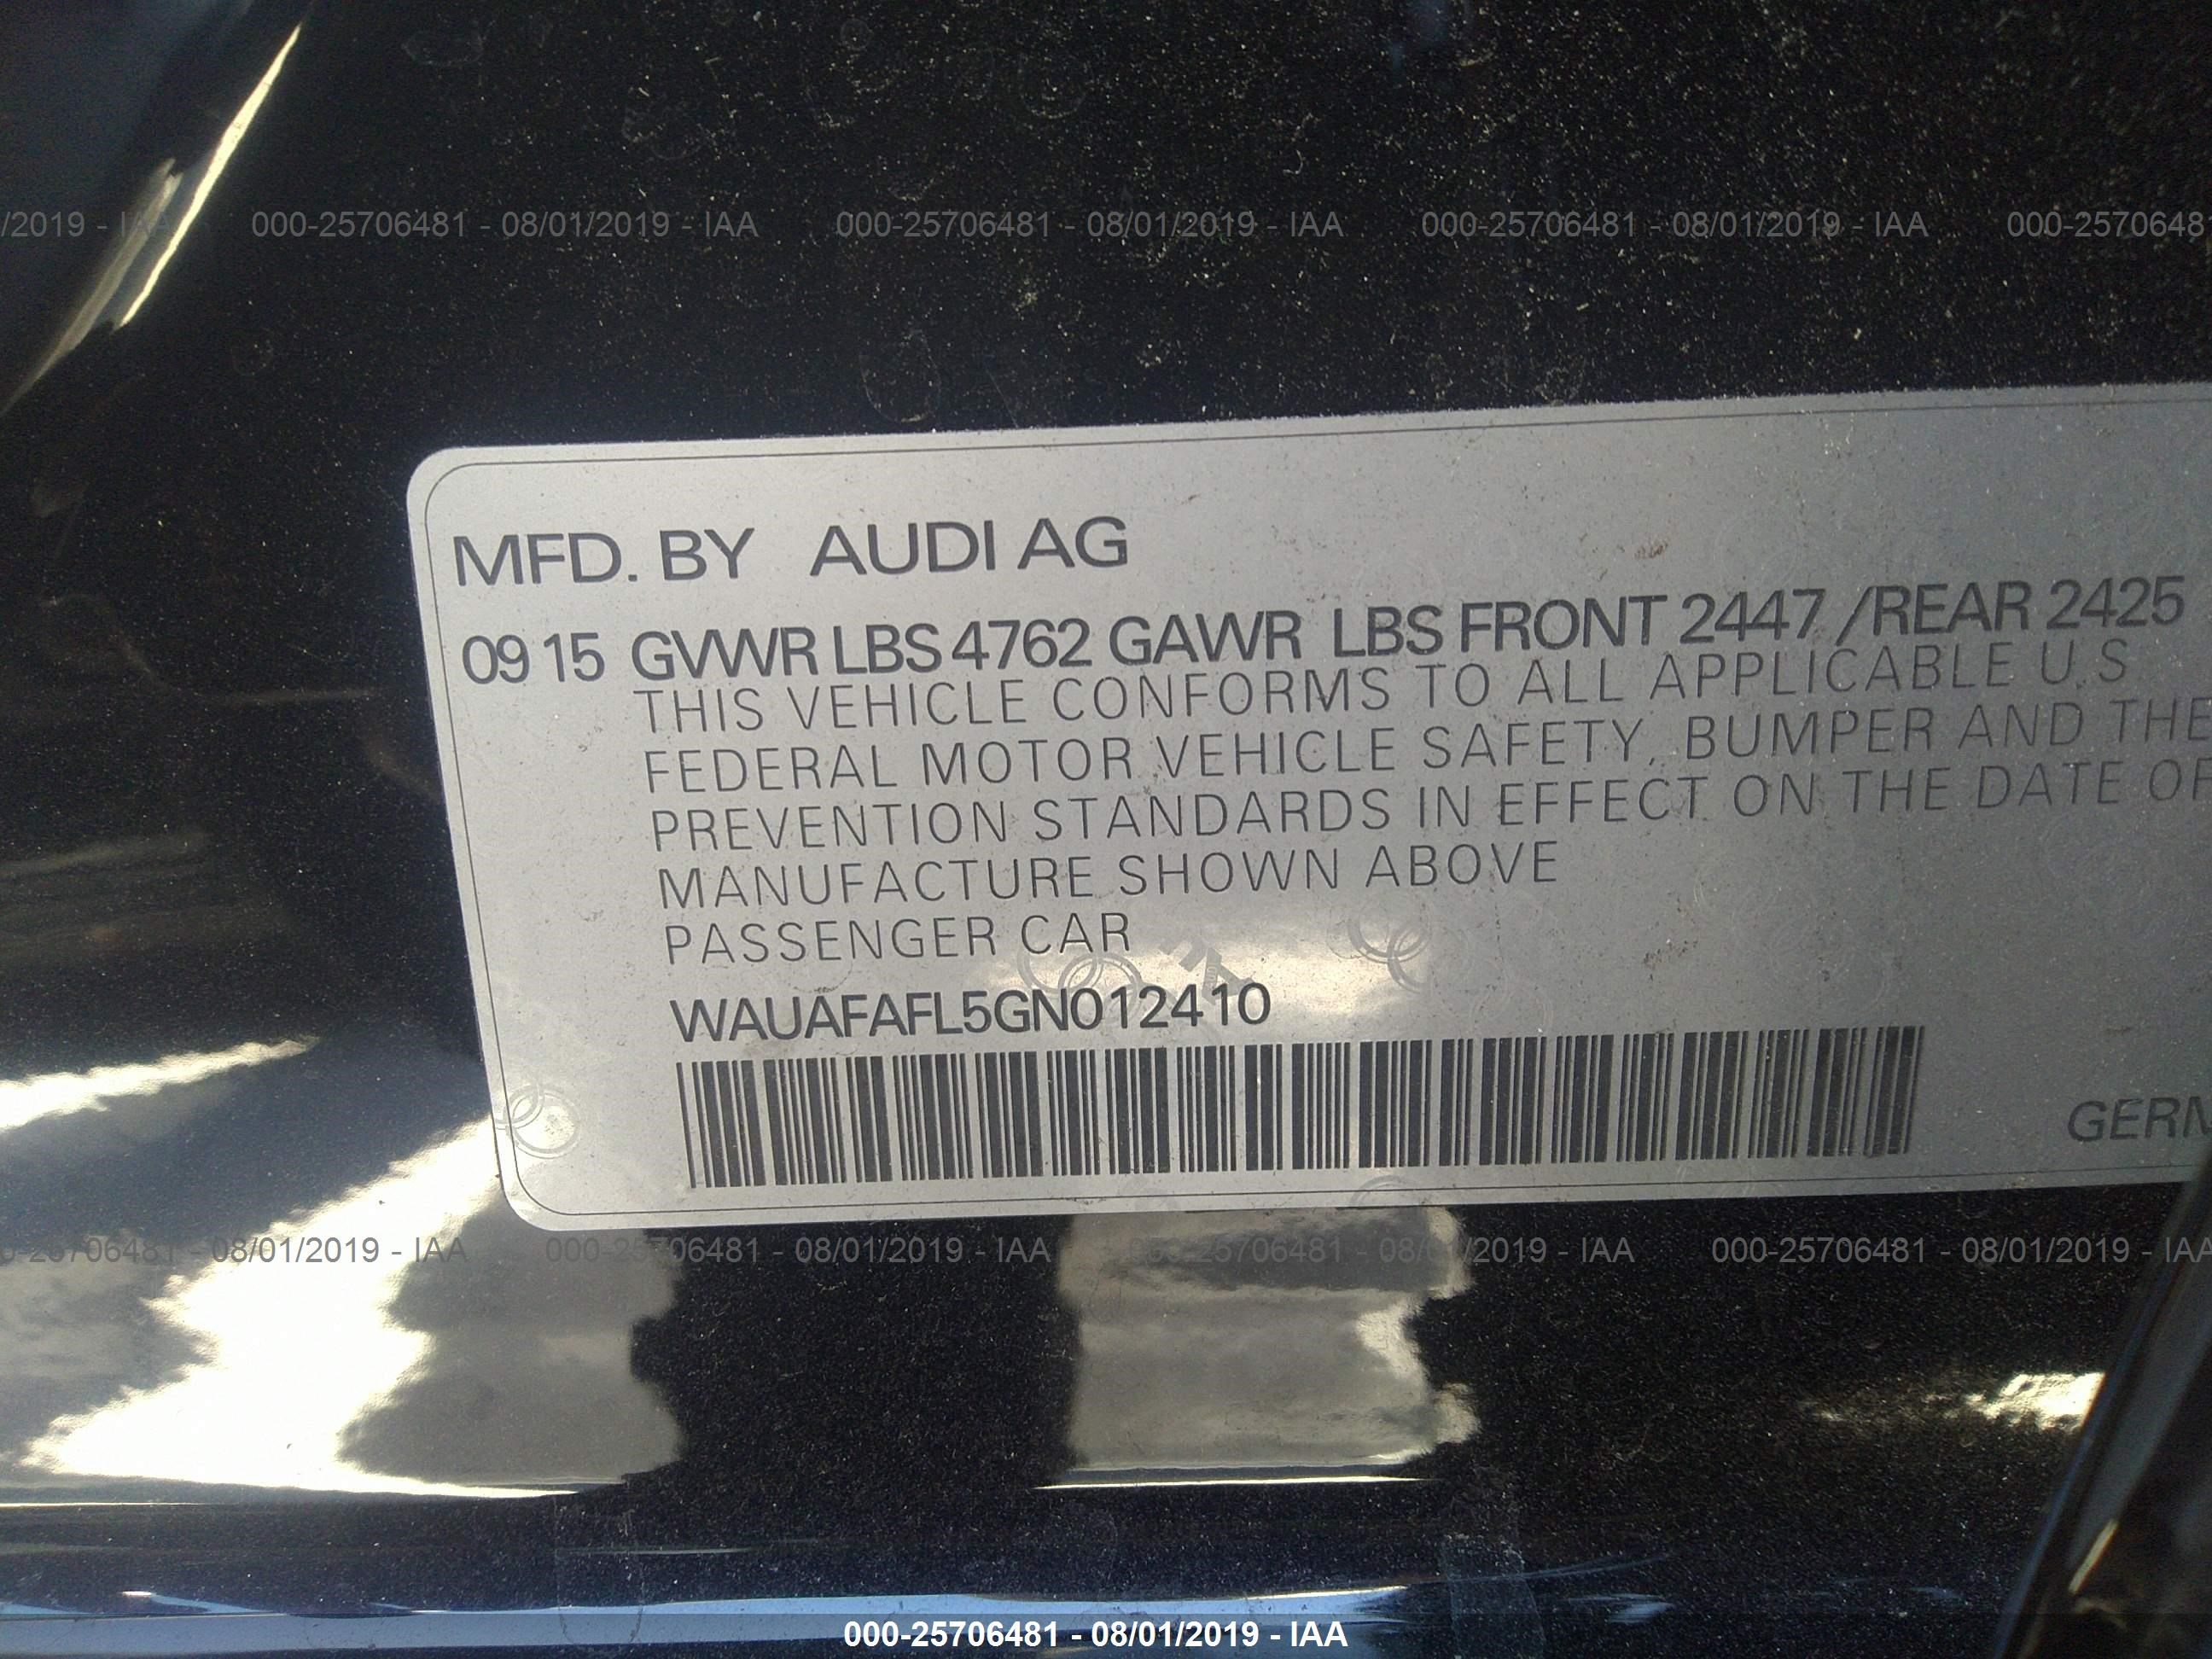 /2019 - IAA 000-25706481 - 08/01/2019 - IAA 000-25706481 - 08/01/2019 - IAA 000-25706481 - 08/01/2019 - IAA 000-2570648
MFD. BY AUDI AG
09 15 GVWR LBS 4762 GAWR LBS FRONT 2447 /REAR 2425
THIS VEHICLE CONFORMS TO ALL APPLICABLE U.S
FEDERAL MOTOR VEHICLE SAFETY, BUMPER AND THE
PREVENTION STANDARDS IN EFFECT ON THE DATE OF
MANUFACTURE SHOWN ABOVE
PASSENGER CAR
WAUAFAFL5GN012410
GERM
0-25706481 - 08/01/2019 - IAA 000-25706481 - 08/01/2019 - IAA 000-25706481 - 08/01/2019 - IAA 000-25706481 - 08/01/2019 - IAA
000-25706481 - 08/01/2019 - IAA